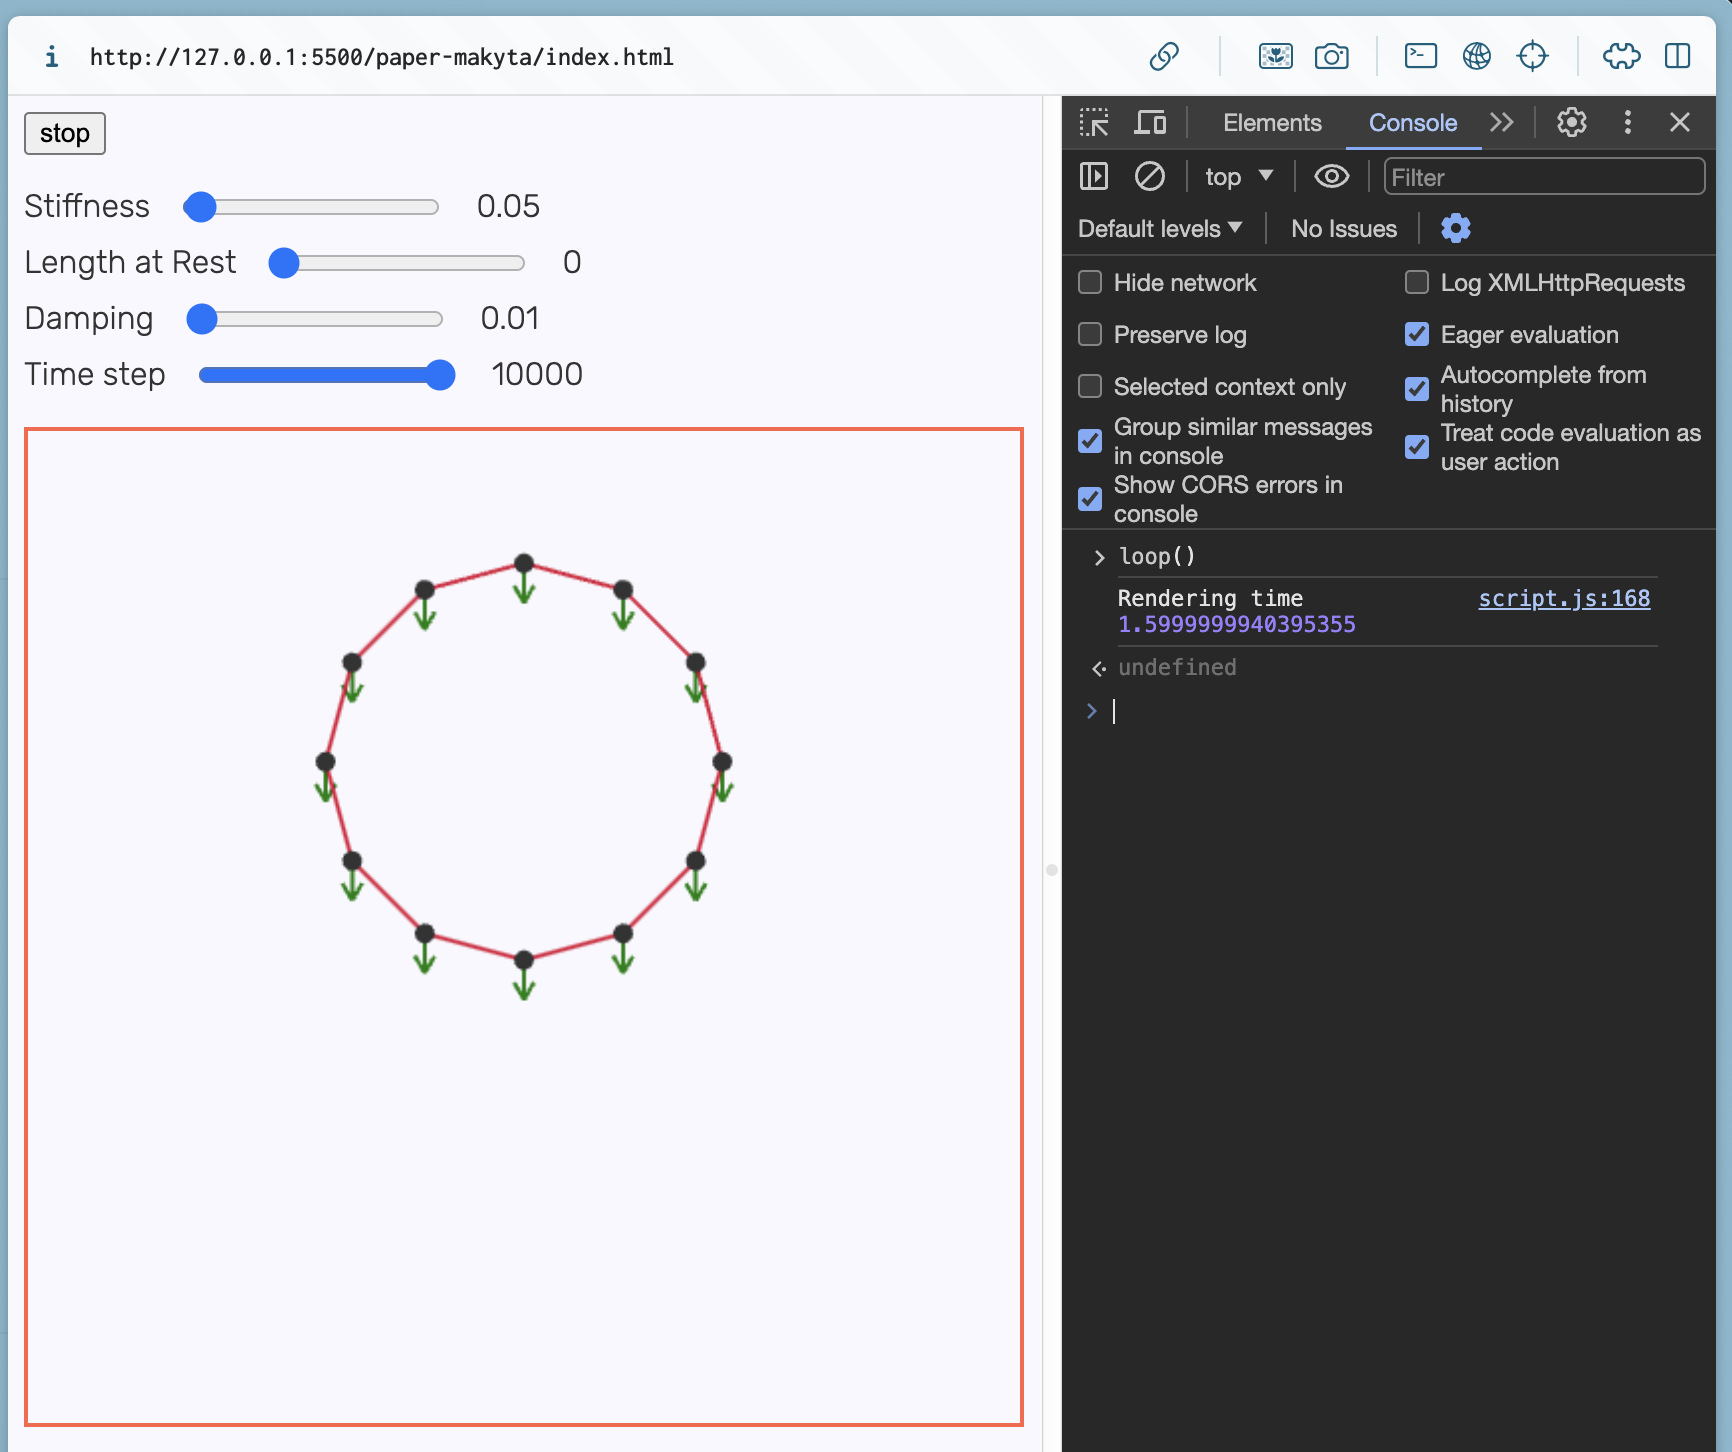 http://127.0.0.1:5500/paper-makyta/index.html
stop
Stiffness 0.05
Length at Rest 0
Damping 0.01
Time step 10000
Elements Console
top Filter
Default levels No Issues
Hide network Log XMLHttpRequests
Preserve log Eager evaluation
Selected context only Autocomplete from
history
Group similar messages
in console
Treat code evaluation as
user action
Show CORS errors in
console
loop()
Rendering time script.js:168
1.5999999940395355
undefined